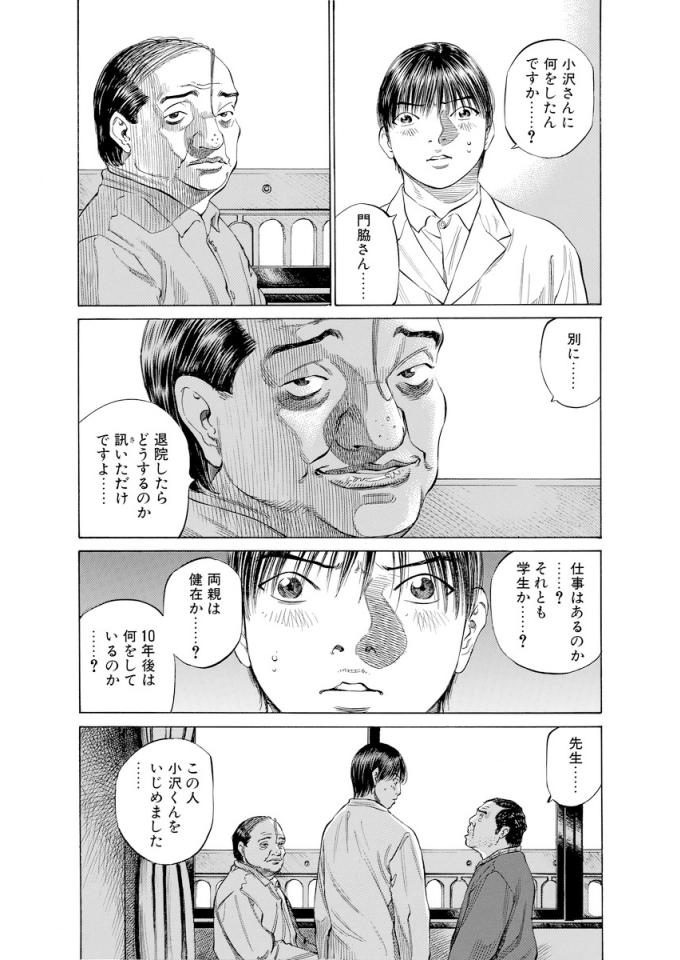 小沢さんに
何をしたん
ですか……？
門脇さん……
別に……
退院したら
どうするのか
訊いただけ
ですよ……
仕事はあるのか
……？
それとも
学生か……？
両親は
健在か……？
10年後は
何をして
いるのか
……？
先生……
この人
小沢くんを
いじめました
……